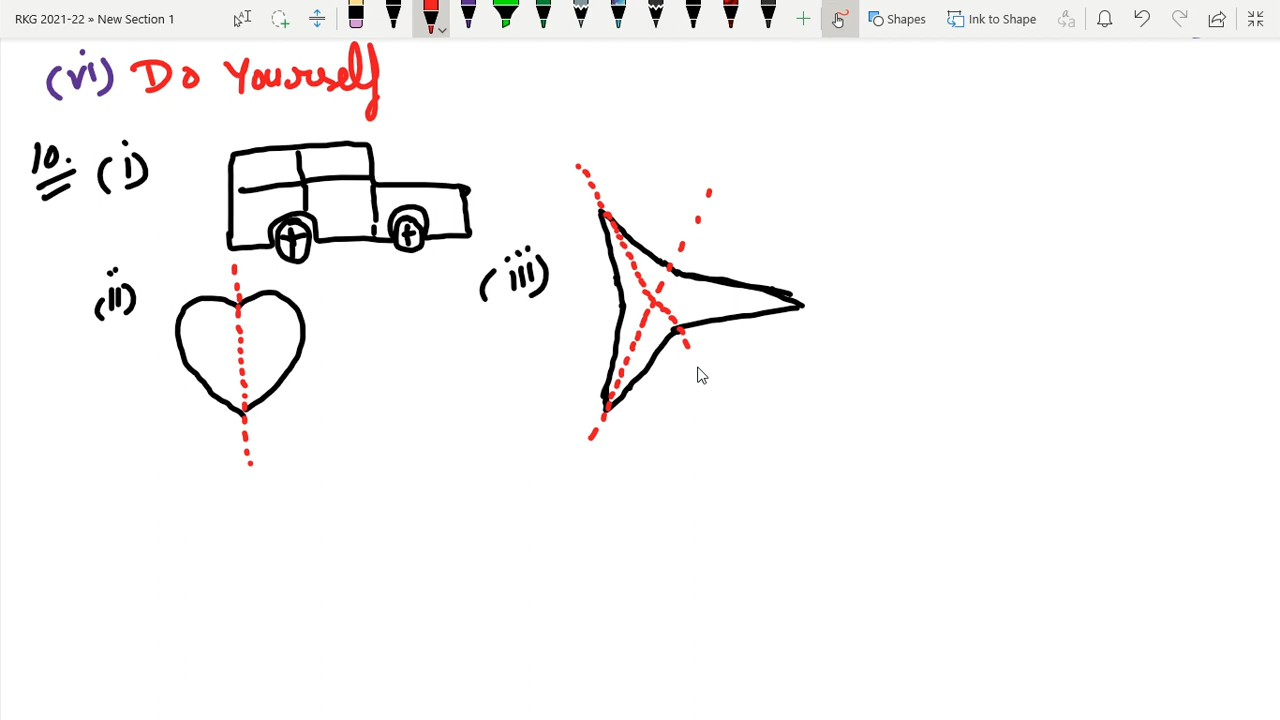 RKG 2021-22 » New Section 1
Shapes
Ink to Shape
(vi) Do Yourself
10. (i)
(ii)
(iii)